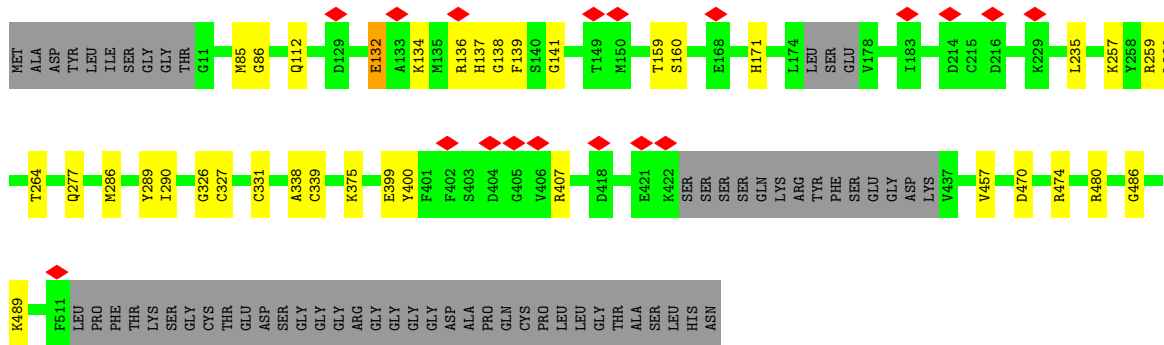 MET ALA ASP TYR LEU ILE SER GLY GLY THR G11 M85 G86 Q112 D129 E132 A133 K134 M135 R136 H137 G138 F139 S140 G141 T149 M150 T159 S160 E168 H171 L174 LEU SER GLU V178 I183 D214 C215 D216 K229 L235 K257 Y258 R259
T264 Q277 M286 Y289 I290 G326 C327 C331 A338 C339 K375 E399 Y400 F401 F402 S403 D404 G405 V406 R407 D418 E421 K422 SER SER SER SER GLN LYS ARG TYR PHE SER GLU GLY ASP LYS V437 V457 D470 R474 R480 G486
K489 F511 LEU PRO PHE THR LYS SER GLY CYS THR GLU ASP SER GLY GLY GLY ARG GLY GLY GLY GLY ASP ALA PRO GLN CYS PRO LEU LEU GLY THR ALA SER LEU HIS ASN